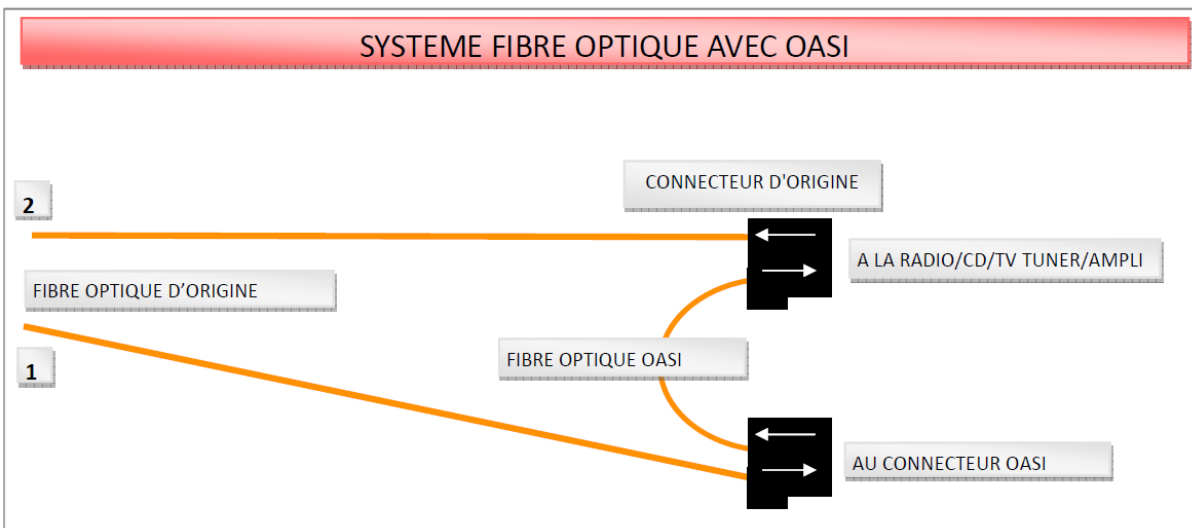 SYSTEME FIBRE OPTIQUE AVEC OASI
CONNECTEUR D'ORIGINE
2
A LA RADIO/CD/TV TUNER/AMPLI
FIBRE OPTIQUE D’ORIGINE
FIBRE OPTIQUE OASI
1
AU CONNECTEUR OASI